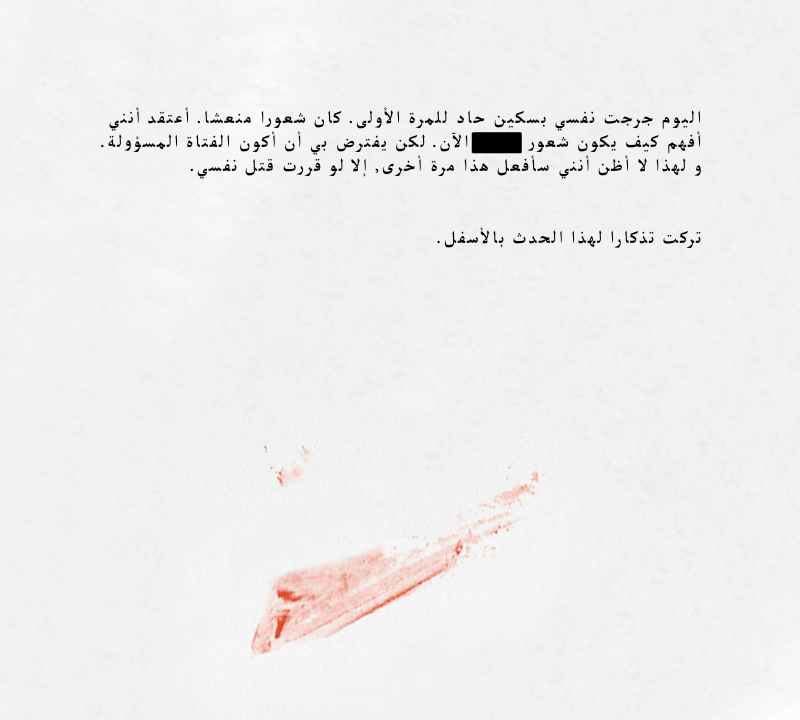 اليوم جرجت نفسي بسكين حاد للمرة الأولى. كان شعورا منعشا. أعتقد أنني
أفهم كيف يكون شعور الآن. لكن يفترض بي أن أكون الفتاة المسؤولة.
و لهذا لا أظن أنني سأفعل هذا مرة أخرى, إلا لو قررت قتل نفسي.
تركت تذكارا لهذا الحدث بالأسفل.